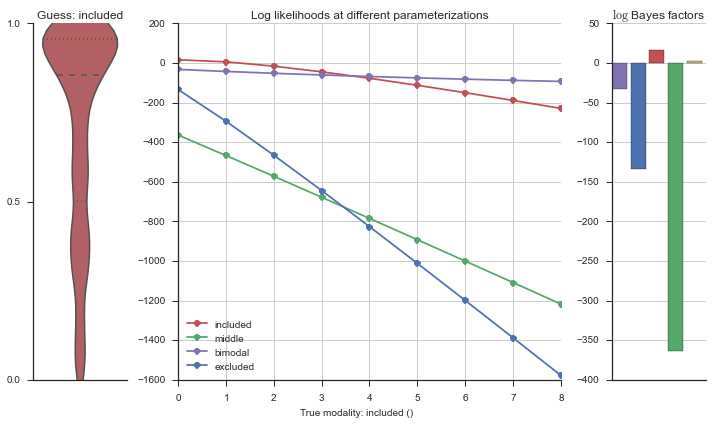 Guess: included
1.0
0.5
0.0
Log likelihoods at different parameterizations
200
0
−200
−400
−600
−800
−1000
−1200
−1400
−1600
included
middle
bimodal
excluded
0 1 2 3 4 5 6 7 8
True modality: included ()
log Bayes factors
50
0
−50
−100
−150
−200
−250
−300
−350
−400